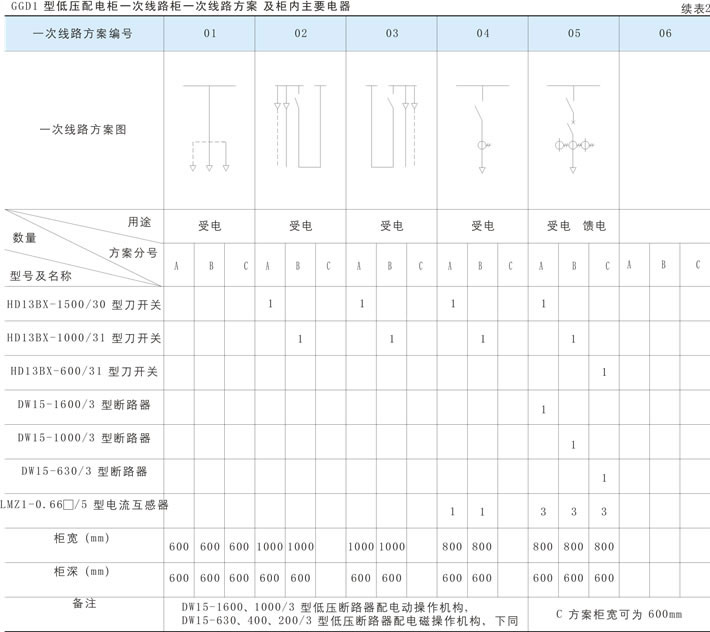 GGD1 型低压配电柜一次线路柜一次线路方案 及柜内主要电器
续表2
一次线路方案编号 01 02 03 04 05 06
一次线路方案图
用途 受电 受电 受电 受电 受电 馈电
数量
方案分号 A B C A B C A B C A B C A B C A B C
型号及名称
HD13BX-1500/30 型刀开关 1 1 1 1
HD13BX-1000/31 型刀开关 1 1 1 1
HD13BX-600/31 型刀开关 1
DW15-1600/3 型断路器 1
DW15-1000/3 型断路器 1
DW15-630/3 型断路器 1
LMZ1-0.66□/5 型电流互感器 1 1 3 3 3
柜宽 (mm) 600 600 600 1000 1000 1000 1000 800 800 800 800 800
柜深 (mm) 600 600 600 600 600 600 600 600 600 600 600 600
备注
DW15-1600、1000/3 型低压断路器配电动操作机构,
DW15-630、400、200/3 型低压断路器配电磁操作机构, 下同
C 方案柜宽可为 600mm